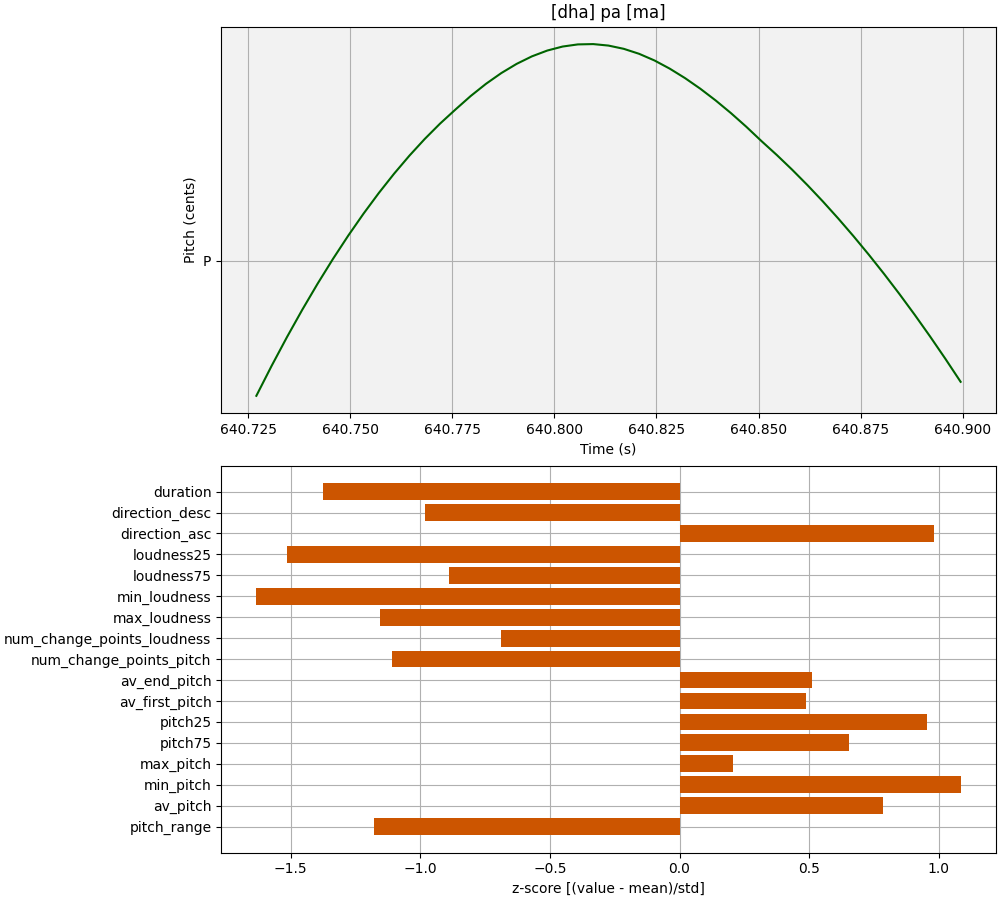 [dha] pa [ma]
Pitch (cents)
P
640.725 640.750 640.775 640.800 640.825 640.850 640.875 640.900
Time (s)
duration
direction_desc
direction_asc
loudness25
loudness75
min_loudness
max_loudness
num_change_points_loudness
num_change_points_pitch
av_end_pitch
av_first_pitch
pitch25
pitch75
max_pitch
min_pitch
av_pitch
pitch_range
−1.5 −1.0 −0.5 0.0 0.5 1.0
z-score [(value - mean)/std]